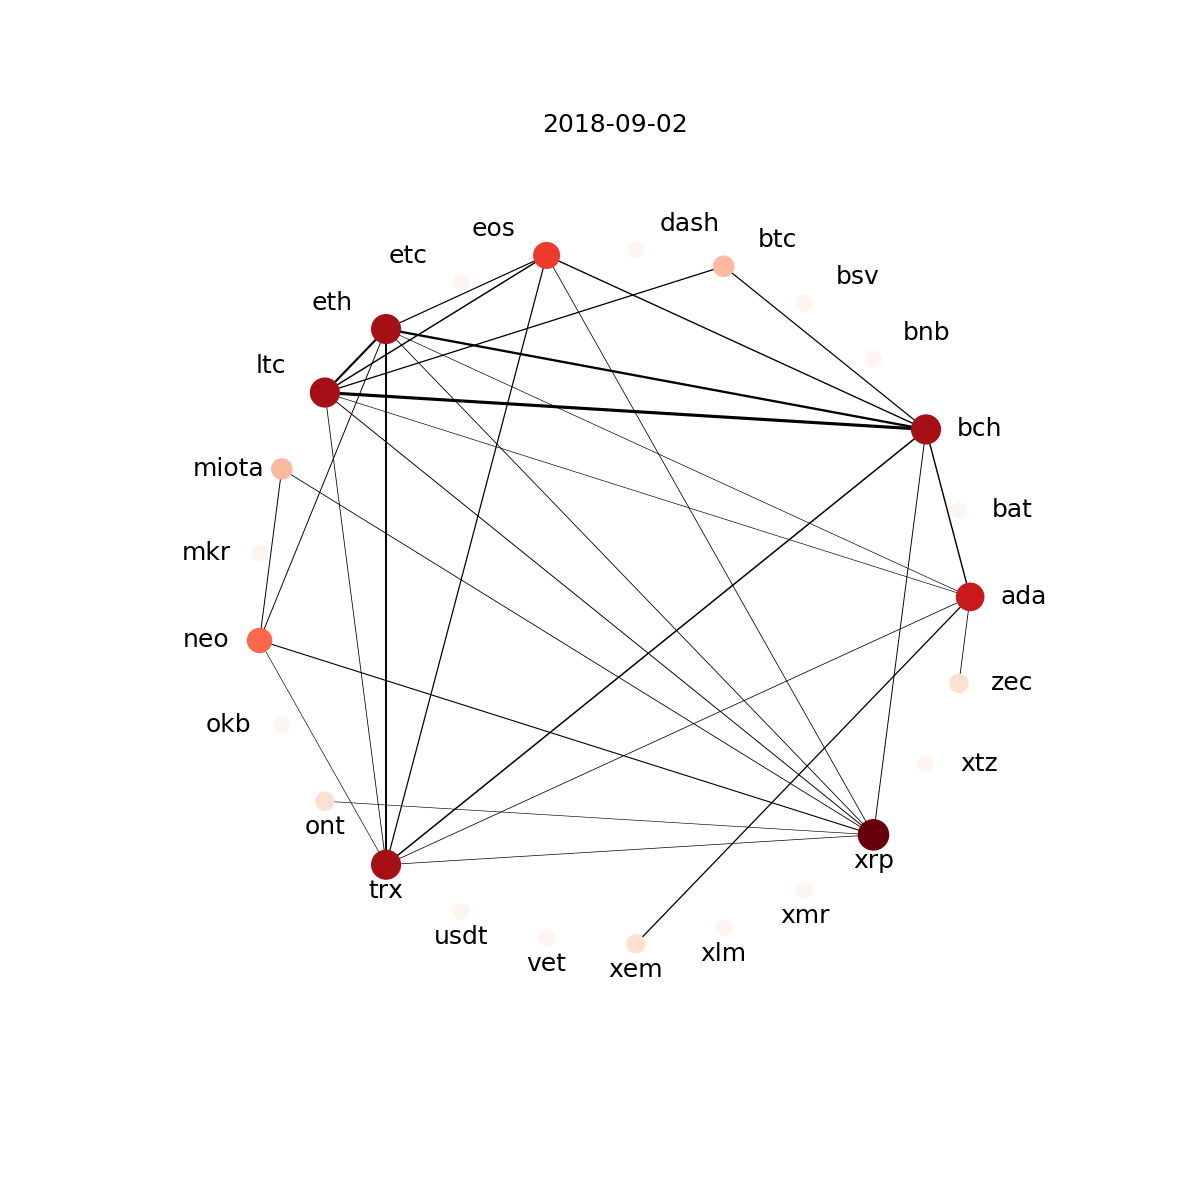 2018-09-02
dash
eos
btc
etc
bsv
eth
bnb
ltc
bch
miota
bat
mkr
ada
neo
zec
okb
xtz
ont
xrp
trx
xmr
usdt
xlm
vet
xem